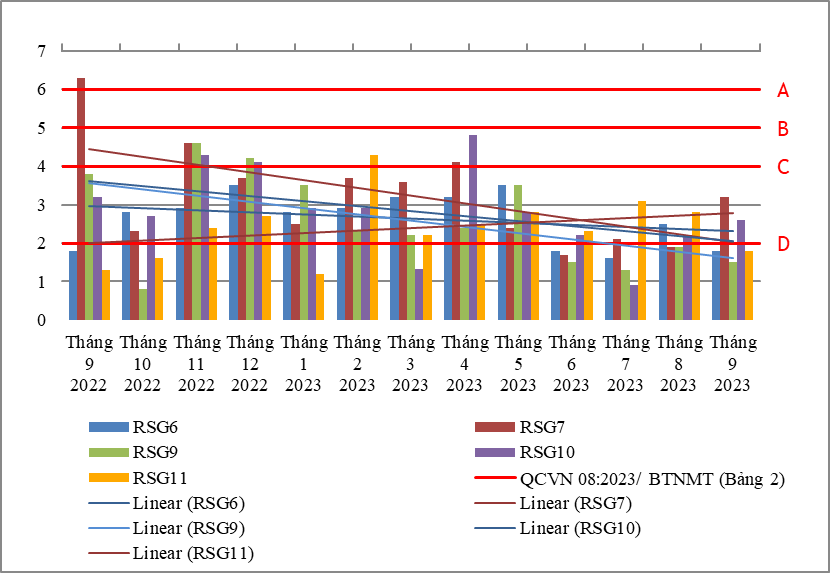 7
6
A
5
B
4
C
3
2
D
1
0
Tháng Tháng Tháng Tháng Tháng Tháng Tháng Tháng Tháng Tháng Tháng Tháng Tháng
9 10 11 12 1 2 3 4 5 6 7 8 9
2022 2022 2022 2022 2023 2023 2023 2023 2023 2023 2023 2023 2023
RSG6 RSG7
RSG9 RSG10
RSG11 QCVN 08:2023/ BTNMT (Bảng 2)
Linear (RSG6) Linear (RSG7)
Linear (RSG9) Linear (RSG10)
Linear (RSG11)